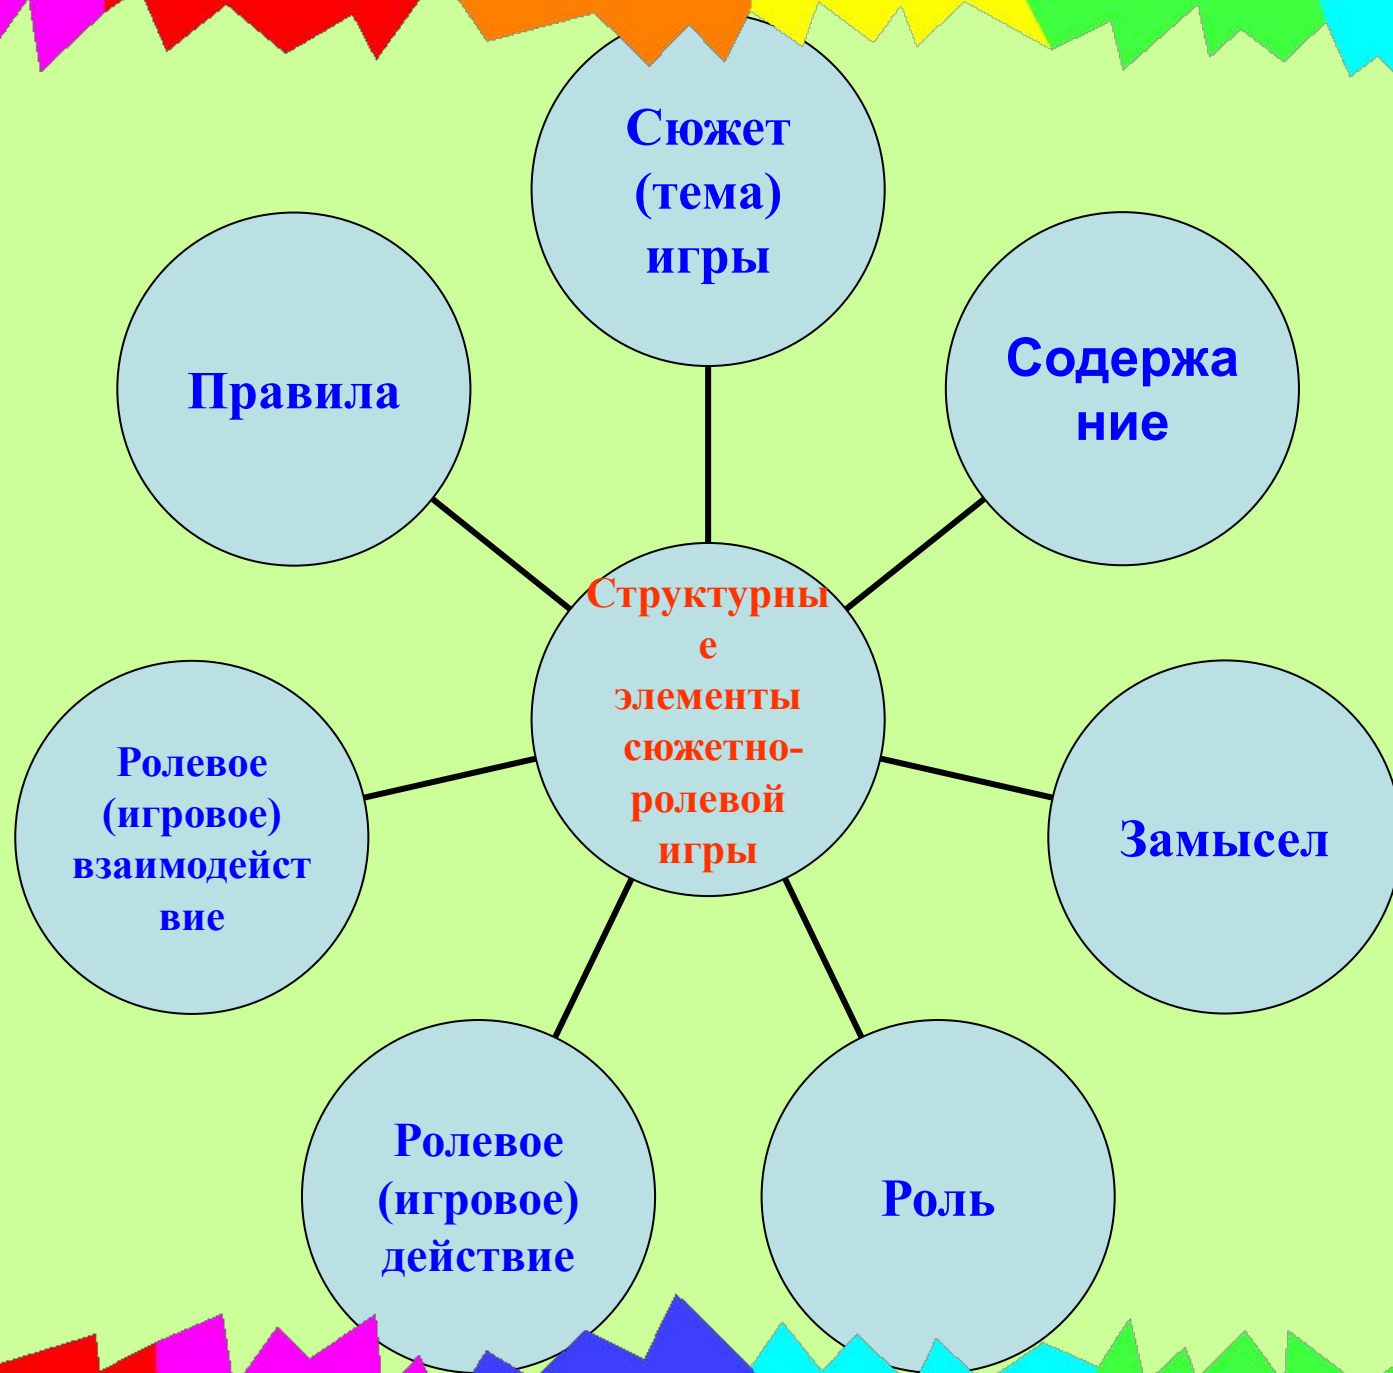 Сюжет
(тема)
игры
Содержа
ние
Правила
Структурны
е
элементы
сюжетно-
ролевой
игры
Ролевое
(игровое)
взаимодейст
вие
Замысел
Ролевое
(игровое)
действие
Роль